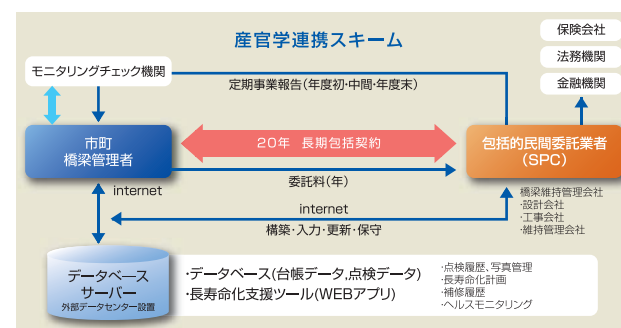 産官学連携スキーム
保険会社
法務機関
金融機関
モニタリングチェック機関
定期事業報告(年度初・中間・年度末)
市町
橋梁管理者
20年 長期包括契約
包括的民間委託業者
(SPC)
委託料(年)
internet
internet
構築・入力・更新・保守
橋梁維持管理会社
・設計会社
・工事会社
・維持管理会社
データベース
サーバー
外部データセンター設置
・データベース(台帳データ,点検データ)
・長寿命化支援ツール(WEBアプリ)
・点検履歴、写真管理
・長寿命化計画
・補修履歴
・ヘルスモニタリング